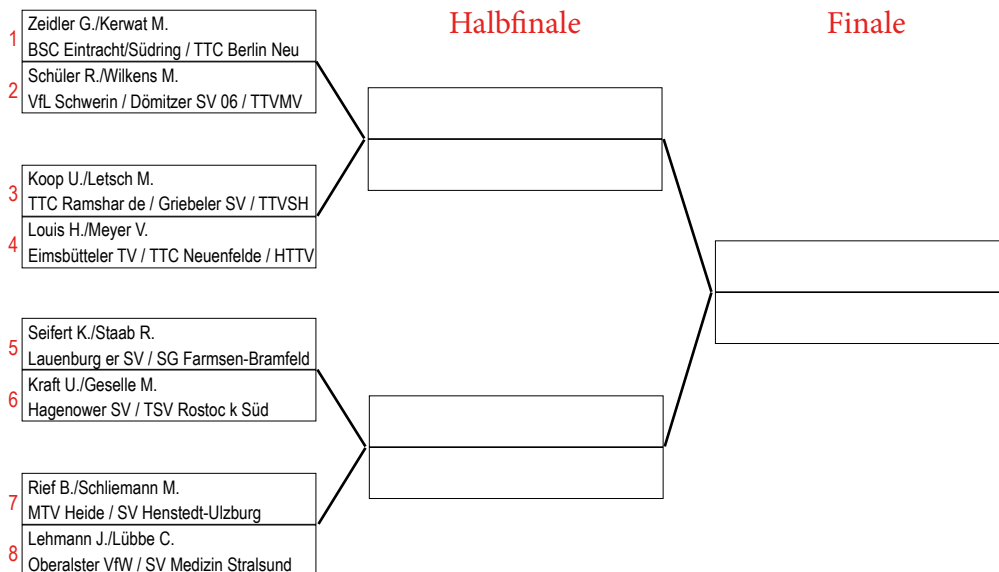 Halbfinale
Finale
1
Zeidler G./Kerwat M.
BSC Eintracht/Südring / TTC Berlin Neu
2
Schüler R./Wilkens M.
VfL Schwerin / Dömitzer SV 06 / TTVMV
3
Koop U./Letsch M.
TTC Ramshar de / Griebeler SV / TTVSH
4
Louis H./Meyer V.
Eimsbütteler TV / TTC Neuenfelde / HTTV
5
Seifert K./Staab R.
Lauenburg er SV / SG Farmsen-Bramfeld
6
Kraft U./Geselle M.
Hagenower SV / TSV Rostoc k Süd
7
Rief B./Schliemann M.
MTV Heide / SV Henstedt-Ulzburg
8
Lehmann J./Lübbe C.
Oberalster VfW / SV Medizin Stralsund